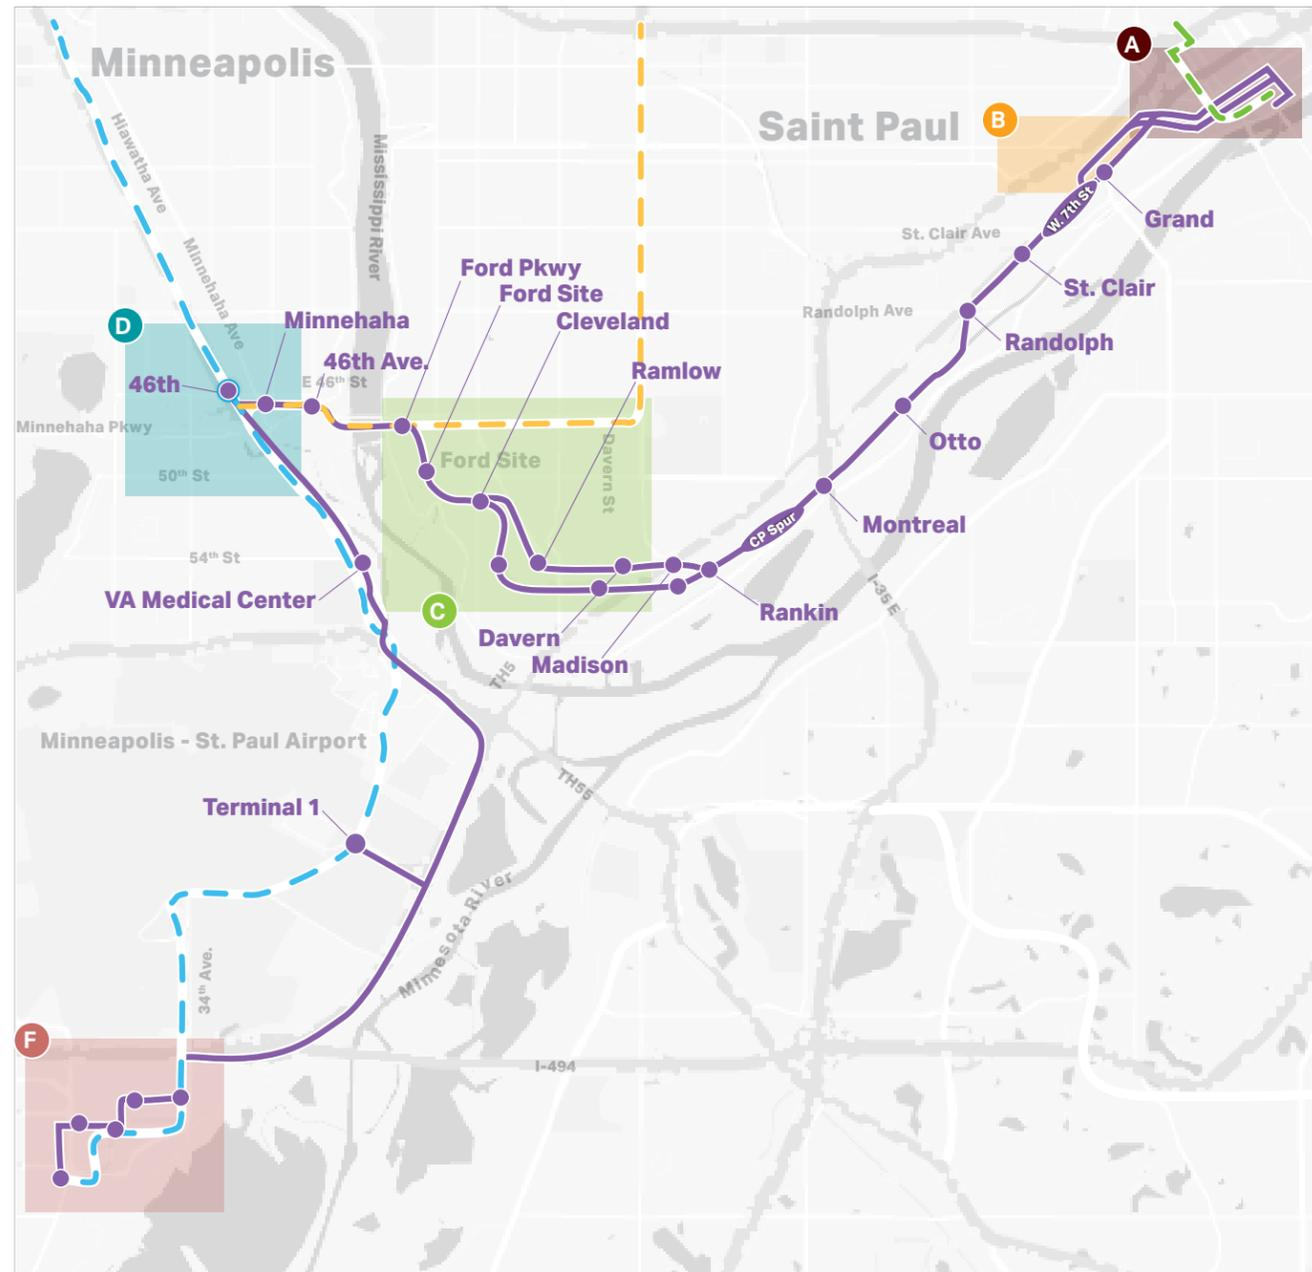 A
Minneapolis
Saint Paul
B
Hiawatha Ave
Mississippi River
W. 7th St
Grand
St. Clair Ave
Minnehaha Ave
Ford Pkwy
Ford Site
St. Clair
Randolph Ave
Cleveland
D
Minnehaha
Randolph
46th Ave.
Ramlow
46th
E 46th St
Minnehaha Pkwy
Otto
Ford Site
Davern St
50th St
Montreal
CP Spur
54th St
VA Medical Center
I-35 E
C
Rankin
Davern
Madison
TH5
Minneapolis - St. Paul Airport
TH55
Terminal 1
Minnesota River
34th Ave.
F
I-494